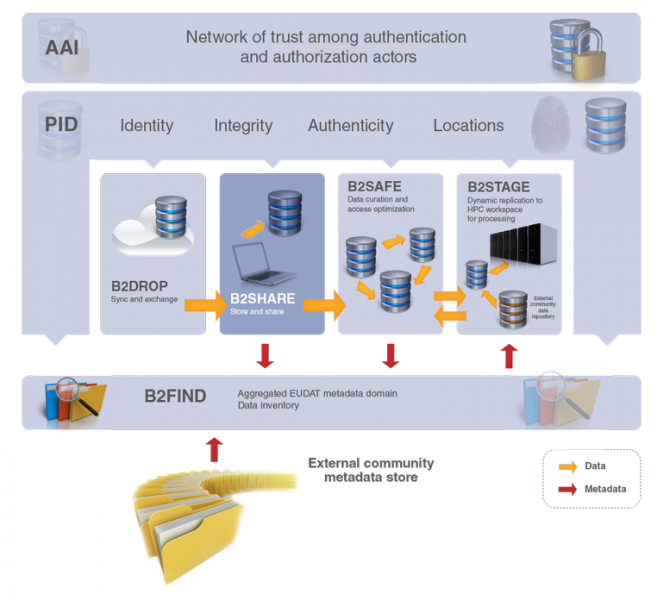 AAI
Network of trust among authentication
and authorization actors
PID
Identity
Integrity
Authenticity
Locations
B2DROP
Sync and exchange
B2SHARE
Store and share
B2SAFE
Data curation and
access optimization
B2STAGE
Dynamic replication to
HPC workspace
for processing
External
community
data
repository
B2FIND
Aggregated EUDAT metadata domain
Data inventory
External community
metadata store
Data
Metadata